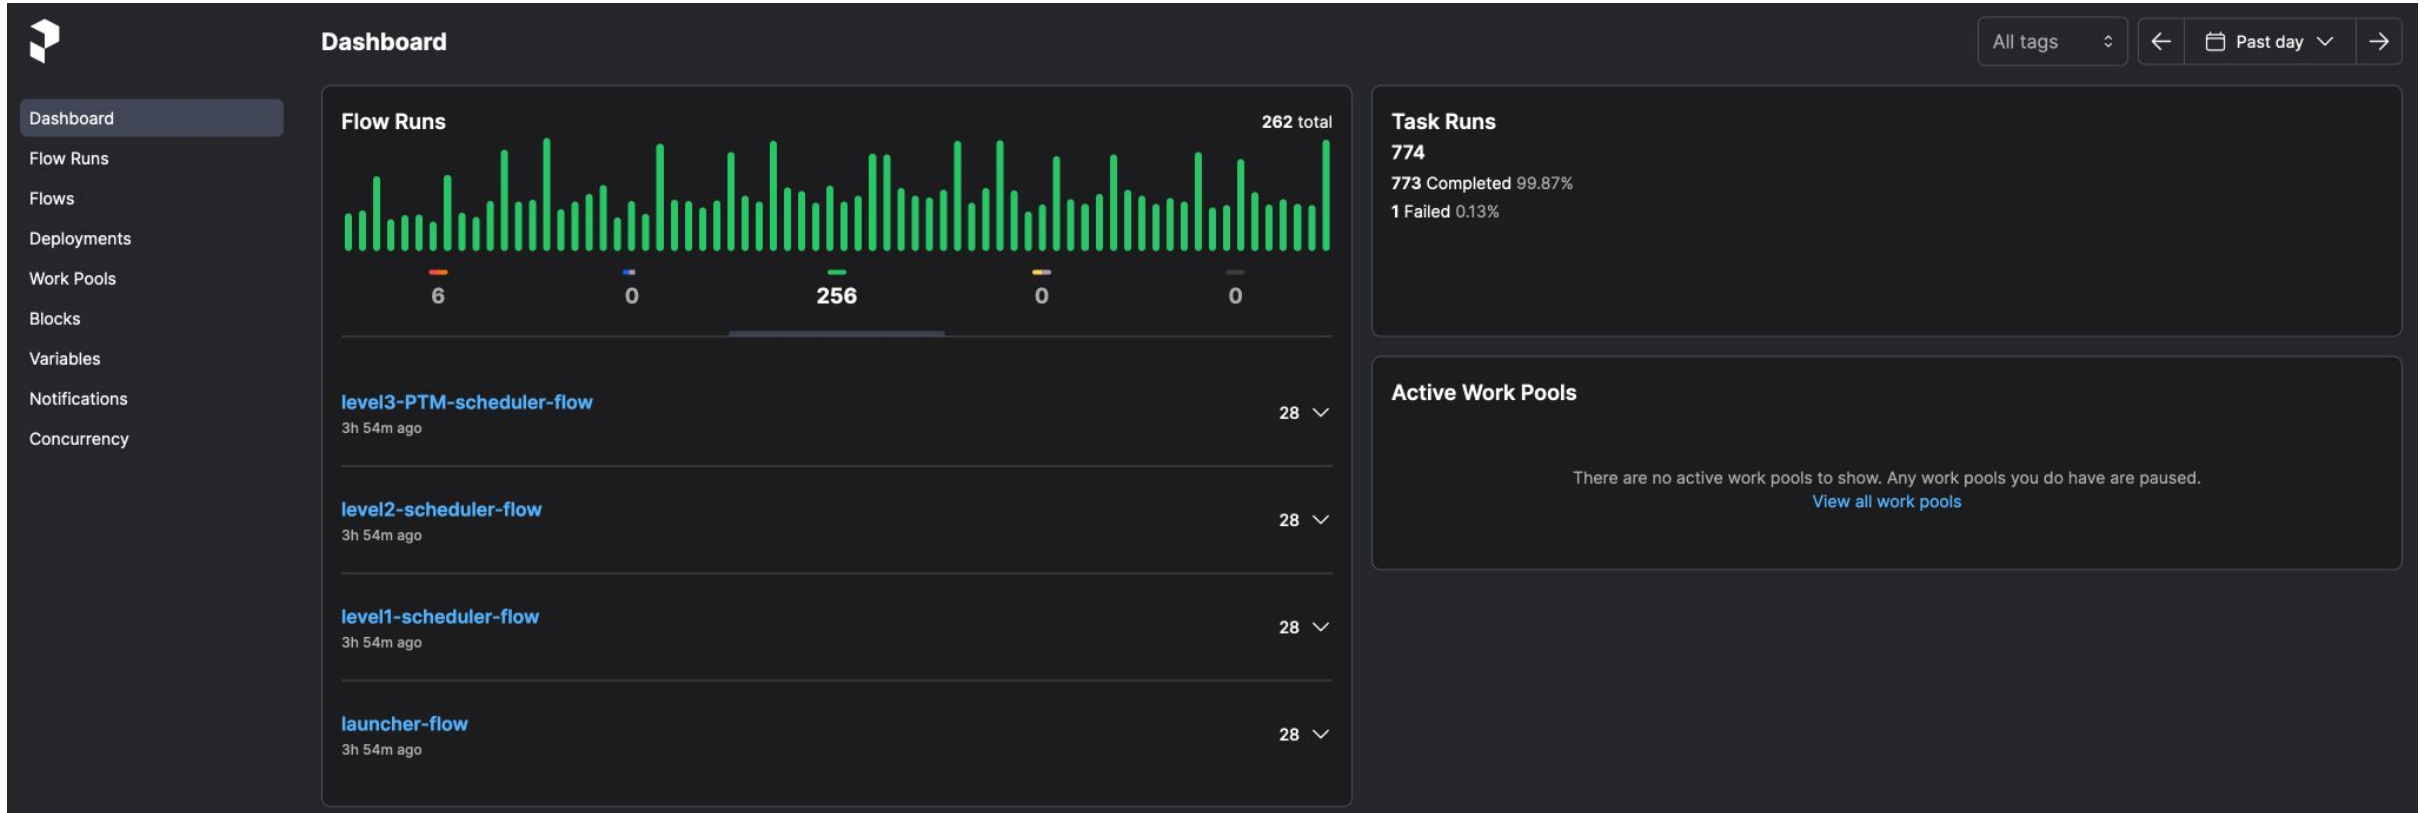 Dashboard
All tags
Past day
Dashboard
Flow Runs
Flows
Deployments
Work Pools
Blocks
Variables
Notifications
Concurrency
Flow Runs
262 total
6
0
256
0
0
level3-PTM-scheduler-flow
3h 54m ago
28
level2-scheduler-flow
3h 54m ago
28
level1-scheduler-flow
3h 54m ago
28
launcher-flow
3h 54m ago
28
Task Runs
774
773 Completed 99.87%
1 Failed 0.13%
Active Work Pools
There are no active work pools to show. Any work pools you do have are paused.
View all work pools